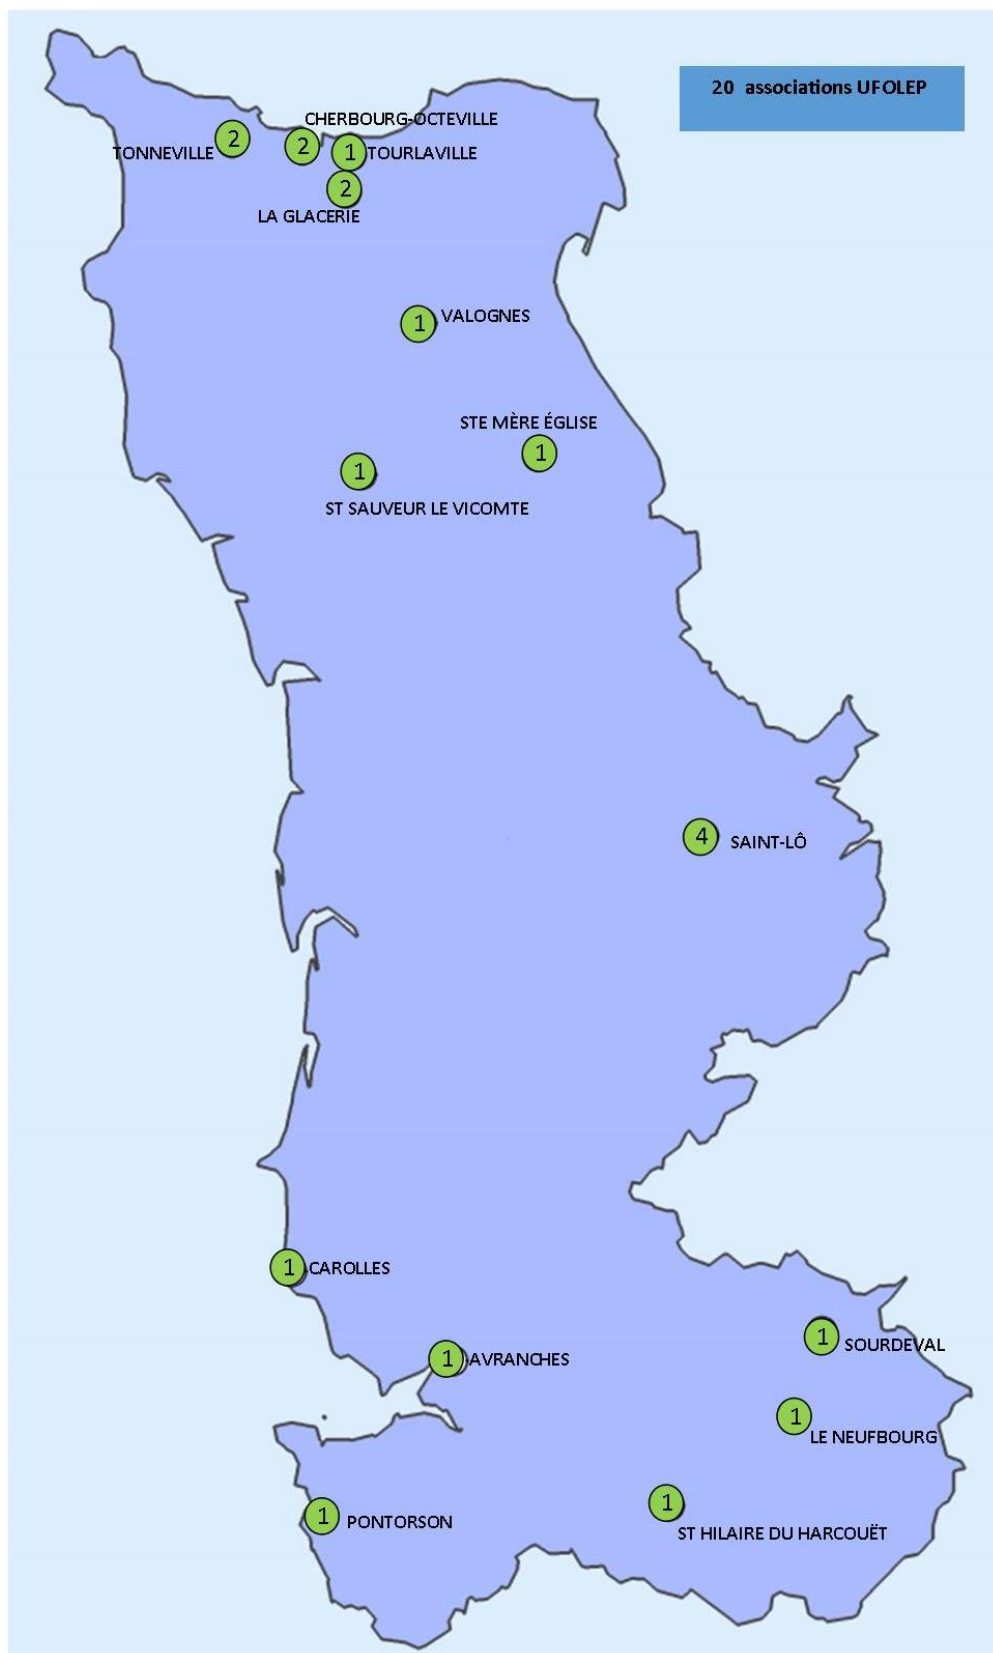 20 associations UFOLEP
CHERBOURG-OCTEVILLE
2
TONNEVILLE
2
1 TOURLAVILLE
2
LA GLACERIE
1 VALOGNES
STE MÈRE ÉGLISE
1
1
ST SAUVEUR LE VICOMTE
4 SAINT-LÔ
1 CAROLLES
1 SOURDEVAL
1 AVRANCHES
1 LE NEUFBOURG
1 ST HILAIRE DU HARCOUËT
1 PONTORSON